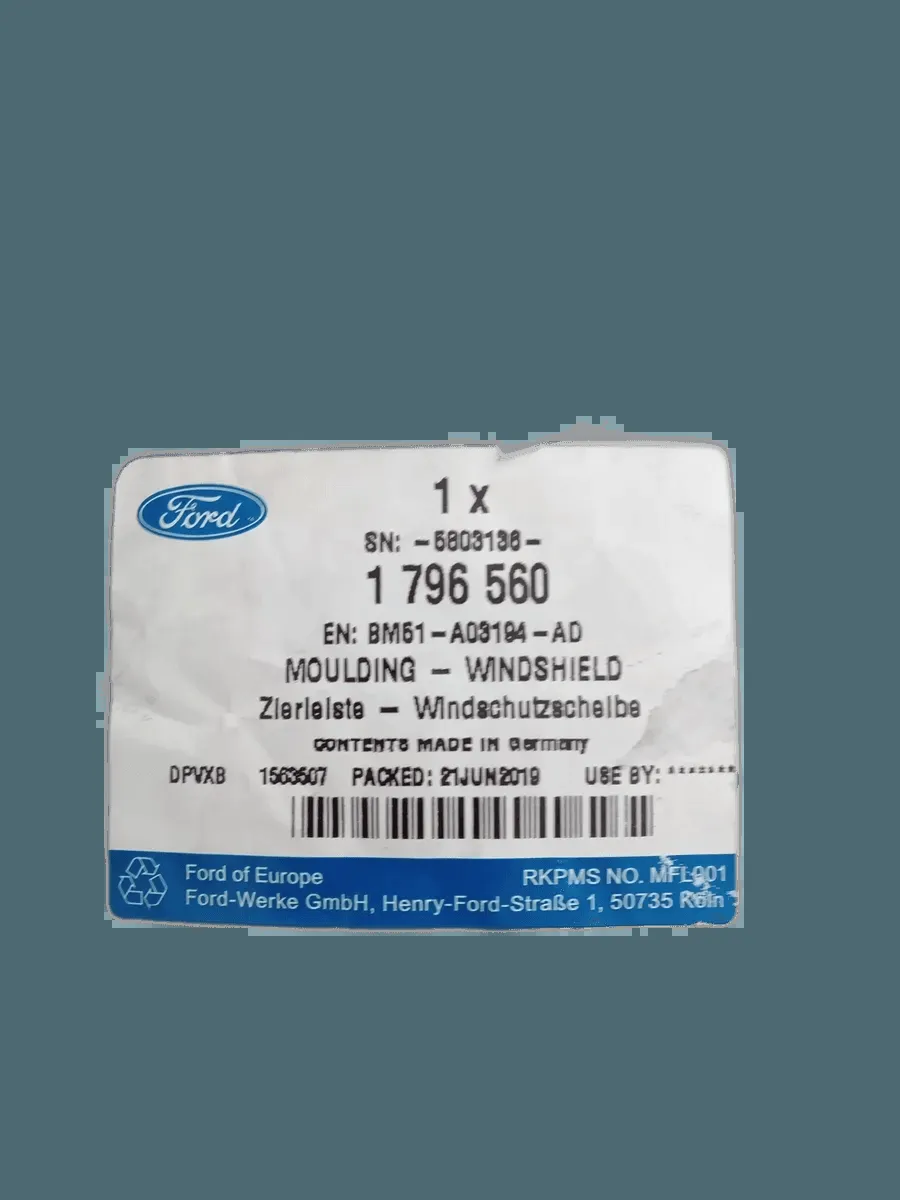 Ford
1 x
SN: -5803136-
1 796 560
EN: BM51-A03194-AD
MOULDING - WINDSHIELD
Zierleiste - Windschutzscheibe
CONTENTS MADE IN Germany
DPVXB 1563507 PACKED: 21JUN2019 USE BY: *******
Ford of Europe RKPMS NO. MFL001
Ford-Werke GmbH, Henry-Ford-Straße 1, 50735 Köln